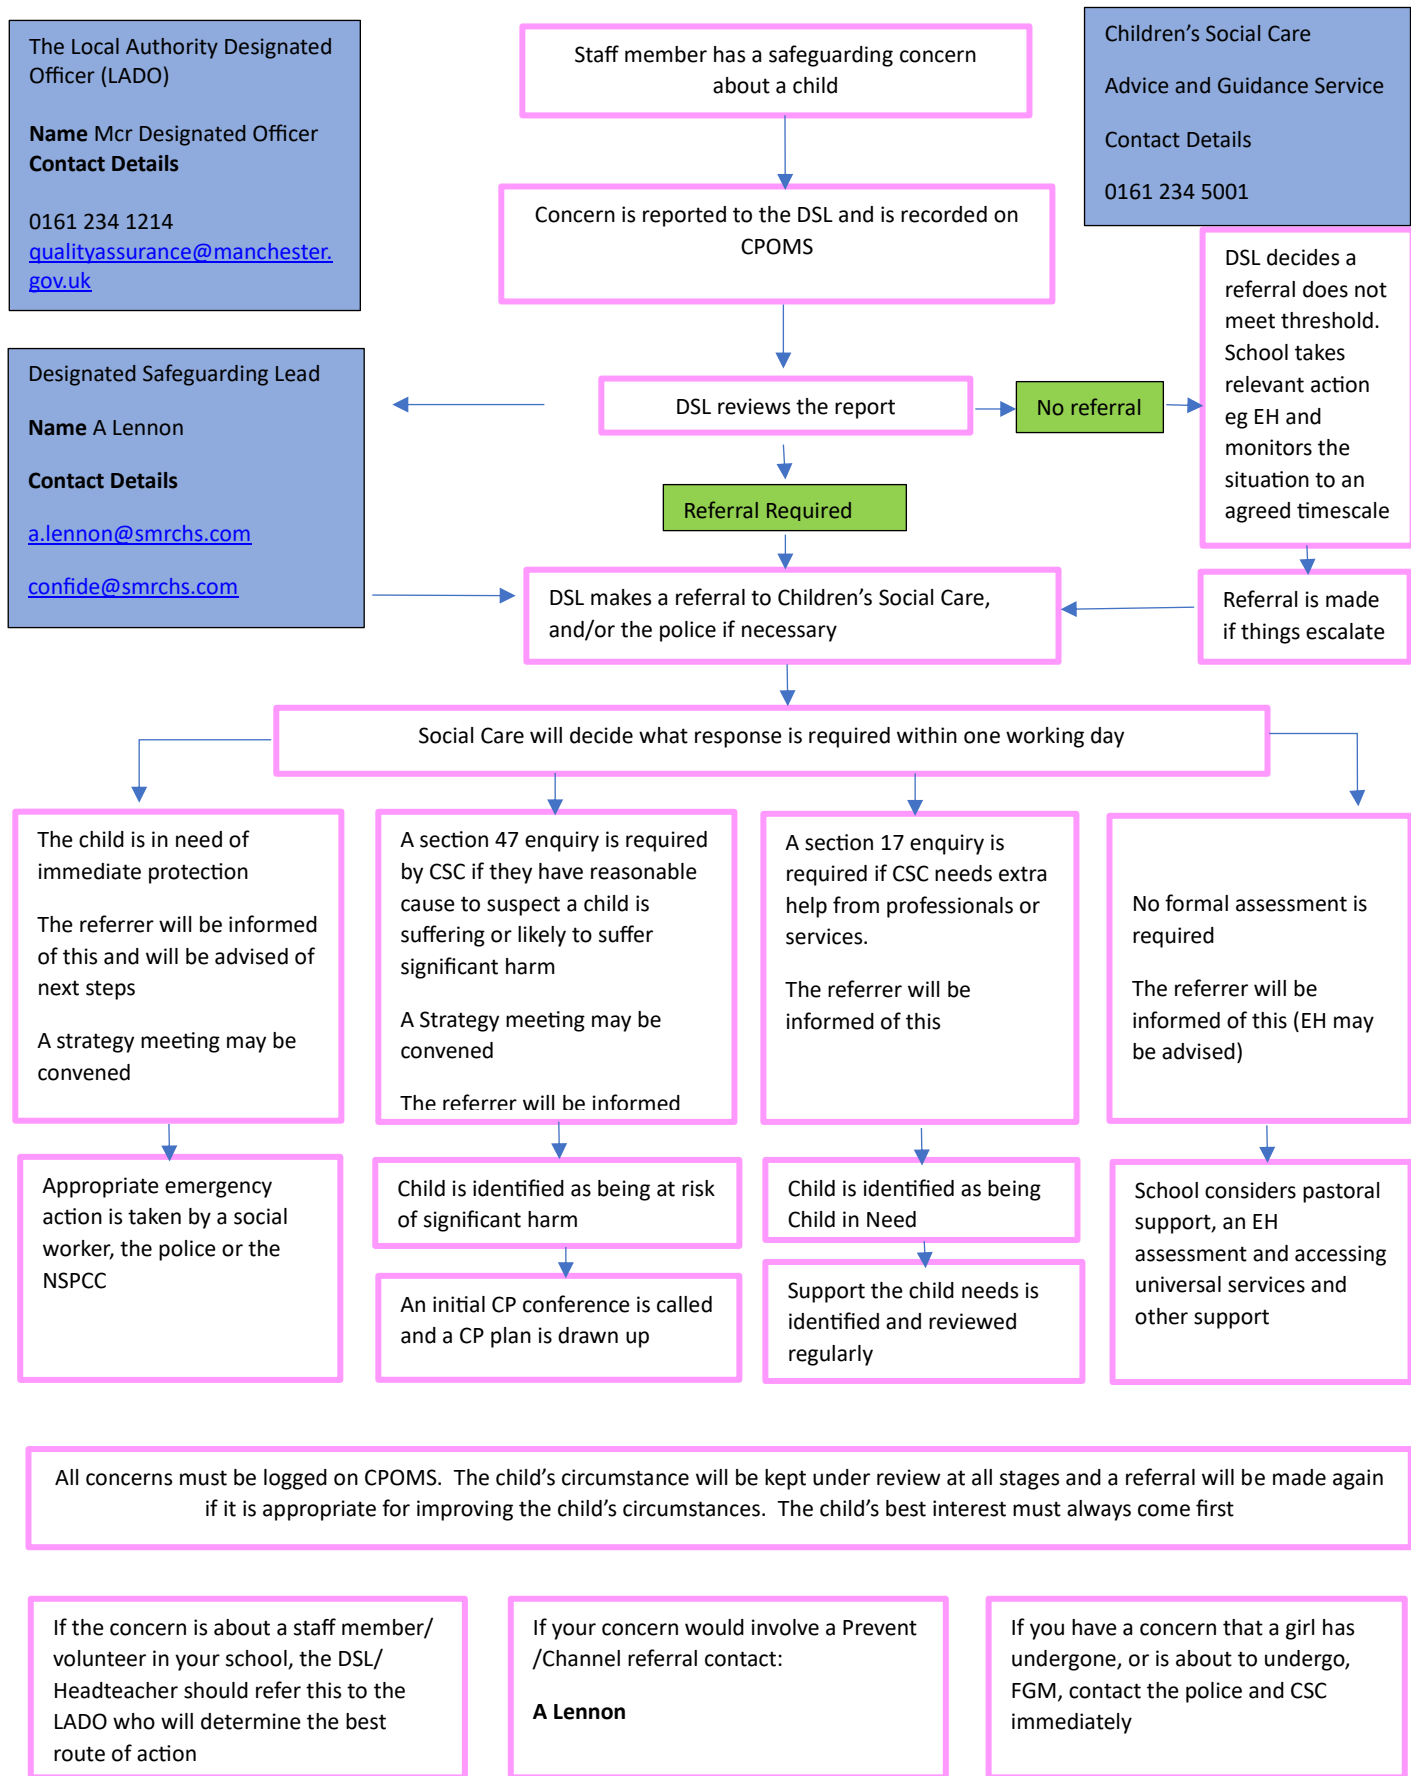 The Local Authority Designated
Officer (LADO)
Name Mcr Designated Officer
Contact Details
0161 234 1214
qualityassurance@manchester.
gov.uk
Staff member has a safeguarding concern
about a child
Children's Social Care
Advice and Guidance Service
Contact Details
0161 234 5001
Concern is reported to the DSL and is recorded on
CPOMS
DSL decides a
referral does not
meet threshold.
School takes
relevant action
eg EH and
monitors the
situation to an
agreed timescale
Designated Safeguarding Lead
Name A Lennon
Contact Details
a.lennon@smrchs.com
confide@smrchs.com
DSL reviews the report
No referral
Referral Required
DSL makes a referral to Children's Social Care,
and/or the police if necessary
Referral is made
if things escalate
Social Care will decide what response is required within one working day
The child is in need of
immediate protection
The referrer will be informed
of this and will be advised of
next steps
A strategy meeting may be
convened
A section 47 enquiry is required
by CSC if they have reasonable
cause to suspect a child is
suffering or likely to suffer
significant harm
A Strategy meeting may be
convened
The referrer will be informed
A section 17 enquiry is
required if CSC needs extra
help from professionals or
services.
The referrer will be
informed of this
No formal assessment is
required
The referrer will be
informed of this (EH may
be advised)
Appropriate emergency
action is taken by a social
worker, the police or the
NSPCC
Child is identified as being at risk
of significant harm
An initial CP conference is called
and a CP plan is drawn up
Child is identified as being
Child in Need
Support the child needs is
identified and reviewed
regularly
School considers pastoral
support, an EH
assessment and accessing
universal services and
other support
All concerns must be logged on CPOMS.  The child's circumstance will be kept under review at all stages and a referral will be made again
if it is appropriate for improving the child's circumstances.  The child's best interest must always come first
If the concern is about a staff member/
volunteer in your school, the DSL/
Headteacher should refer this to the
LADO who will determine the best
route of action
If your concern would involve a Prevent
/Channel referral contact:
A Lennon
If you have a concern that a girl has
undergone, or is about to undergo,
FGM, contact the police and CSC
immediately